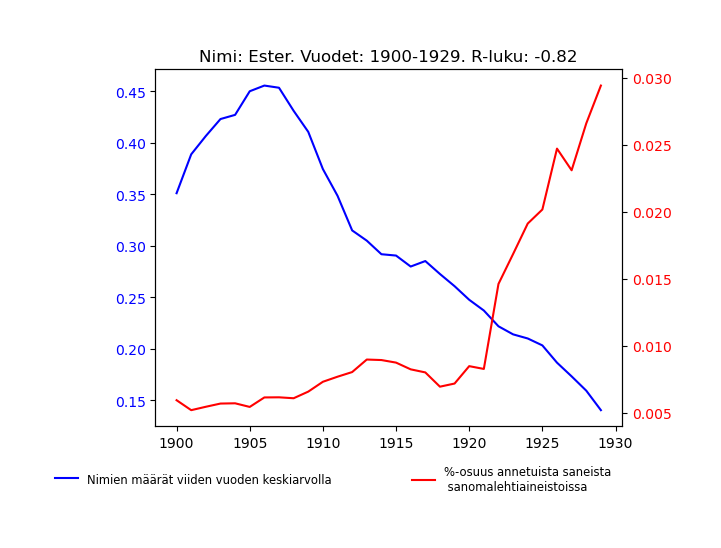 Nimi: Ester. Vuodet: 1900-1929. R-luku: -0.82
0.45
0.40
0.35
0.30
0.25
0.20
0.15
0.030
0.025
0.020
0.015
0.010
0.005
1900 1905 1910 1915 1920 1925 1930
Nimien määrät viiden vuoden keskiarvolla
%-osuus annetuista saneista
sanomalehtiaineistoissa